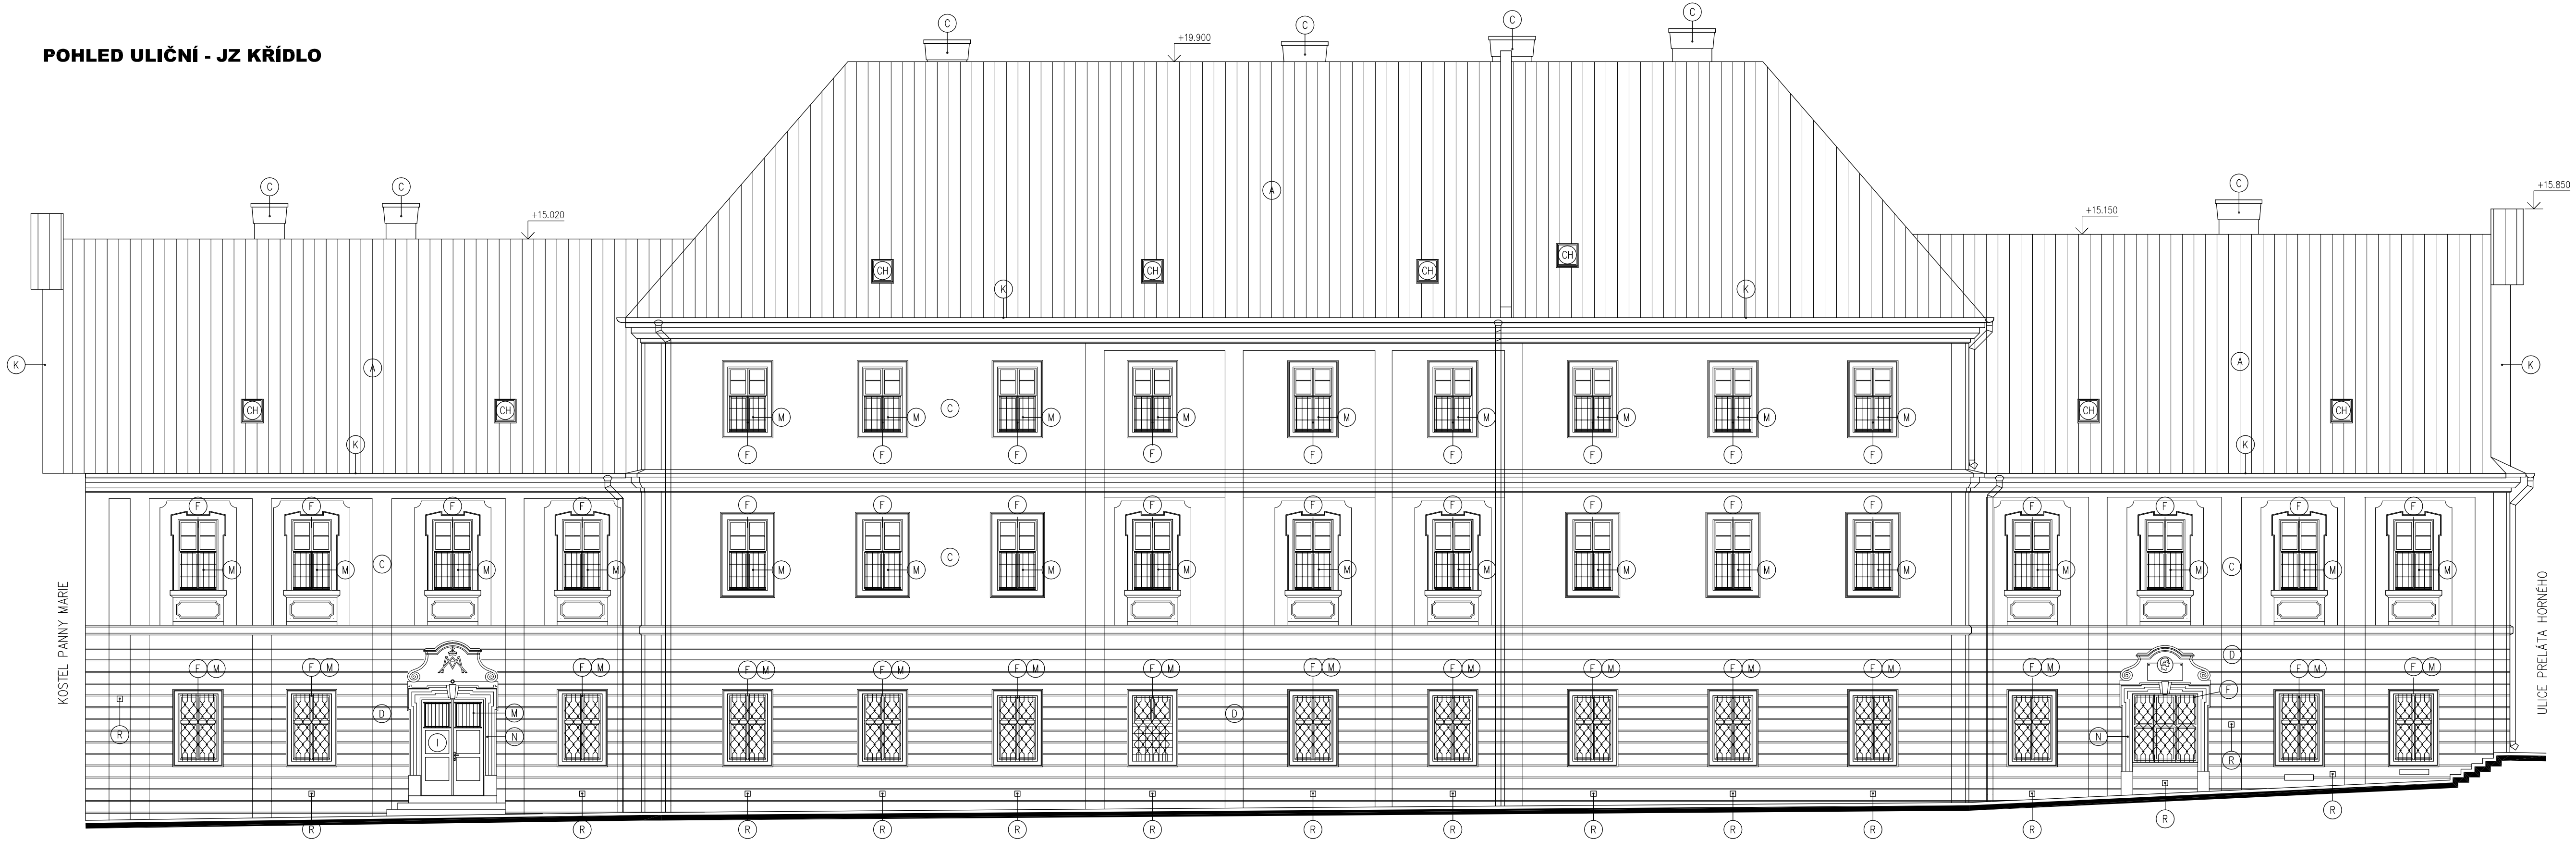 POHLED ULIČNÍ - JZ KŘÍDLO
C C C C
+19.900
C C C
+15.020
+15.150
+15.850
A
CH CH CH CH
K K
K A A K
CH CH CH CH
K K
M M M M M M M M M
C
F F F F F F F F F
F F F F F F F F F F F F F F F F F
C C C
M M M M M M M M M M M M M M M M M
KOSTEL PANNY MARIE
ULICE PRELÁTA HORNÉHO
D
F M F M F M F M F M F M F M F M F M F M F M F M F M F M F M
F
D M D
N I N
R R
R R R R R R R R R R R R R R